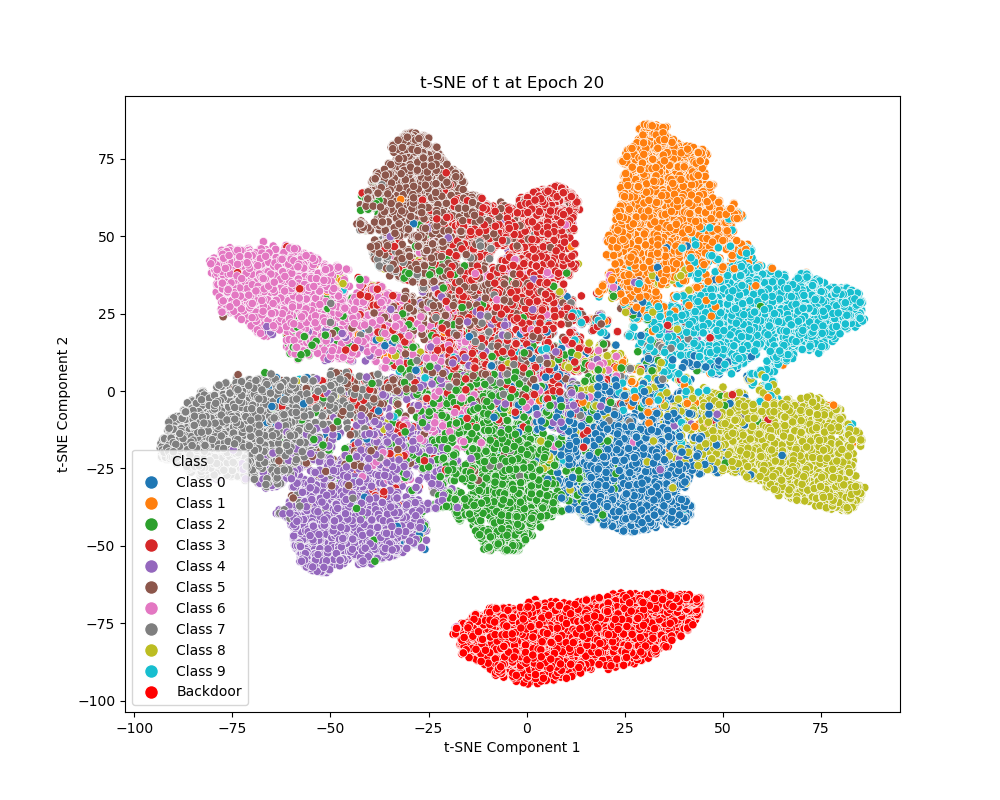 t-SNE of t at Epoch 20
75
50
25
0
−25
−50
−75
−100
t-SNE Component 2
Class
Class 0
Class 1
Class 2
Class 3
Class 4
Class 5
Class 6
Class 7
Class 8
Class 9
Backdoor
−100 −75 −50 −25 0 25 50 75
t-SNE Component 1